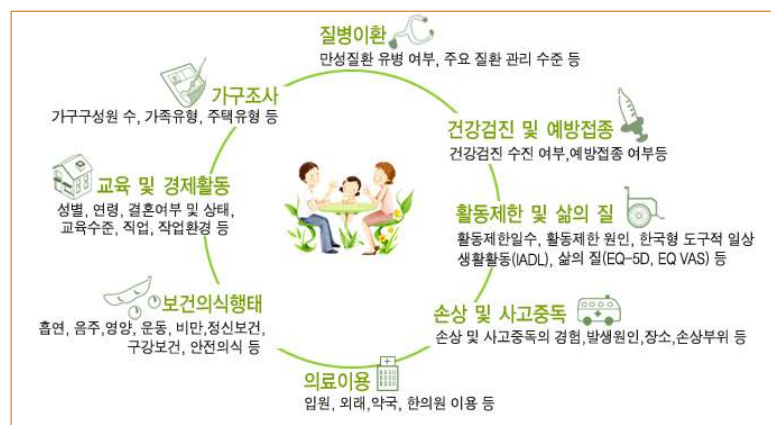 질병이환
만성질환 유병 여부, 주요 질환 관리 수준 등
가구조사
가구구성원 수, 가족유형, 주택유형 등
건강검진 및 예방접종
건강검진 수진 여부,예방접종 여부등
교육 및 경제활동
성별, 연령, 결혼여부 및 상태,
교육수준, 직업, 작업환경 등
활동제한 및 삶의 질
활동제한일수, 활동제한 원인, 한국형 도구적 일상
생활활동(IADL), 삶의 질(EQ-5D, EQ VAS) 등
보건의식행태
흡연, 음주,영양, 운동, 비만,정신보건,
구강보건, 안전의식 등
손상 및 사고중독
손상 및 사고중독의 경험,발생원인,장소,손상부위 등
의료이용
입원, 외래,약국, 한의원 이용 등